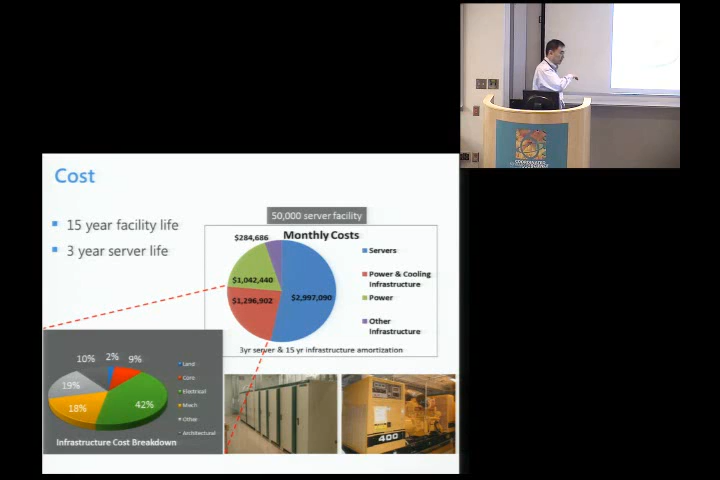 COORDINATED
Cost
15 year facility life
3 year server life
50,000 server facility
Monthly Costs
$284,686
$1,042,440
$1,296,902
$2,997,090
Servers
Power & Cooling
Infrastructure
Power
Other
Infrastructure
3yr server & 15 yr infrastructure amortization
10%
2%
9%
19%
18%
42%
Land
Core
Electrical
Mech
Other
Architectural
Infrastructure Cost Breakdown
400